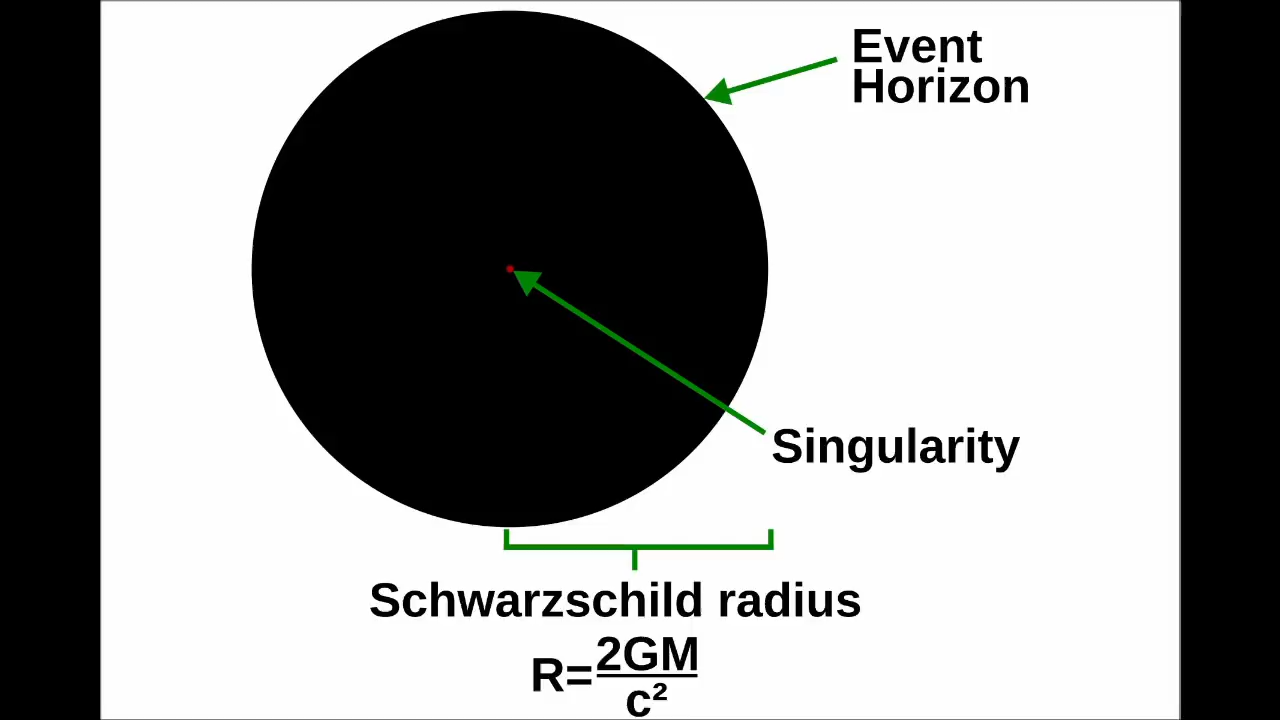 Event
Horizon
Singularity
Schwarzschild radius
R=2GM
c²